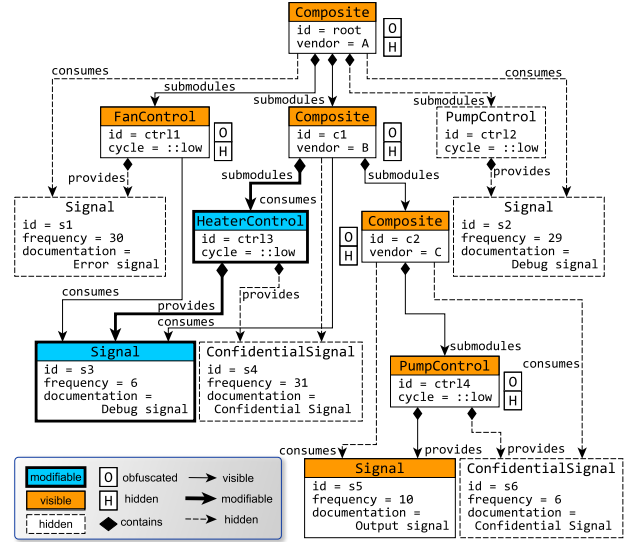 Composite
id = root
vendor = A
O
H
consumes
submodules
submodules
submodules
consumes
FanControl
id = ctrl1
cycle = ::low
O
H
Composite
id = c1
vendor = B
O
H
PumpControl
id = ctrl2
cycle = ::low
provides
submodules
submodules
provides
Signal
id = s1
frequency = 30
documentation =
Error signal
consumes
HeaterControl
id = ctrl3
cycle = ::low
O
H
Composite
id = c2
vendor = C
Signal
id = s2
frequency = 29
documentation =
Debug signal
consumes
provides
provides
consumes
Signal
id = s3
frequency = 6
documentation =
Debug signal
ConfidentialSignal
id = s4
frequency = 31
documentation =
Confidential Signal
submodules
PumpControl
id = ctrl4
cycle = ::low
O
H
consumes
consumes
provides
provides
Signal
id = s5
frequency = 10
documentation =
Output signal
ConfidentialSignal
id = s6
frequency = 6
documentation =
Confidential Signal
modifiable
O
obfuscated
visible
visible
H
hidden
modifiable
hidden
contains
hidden